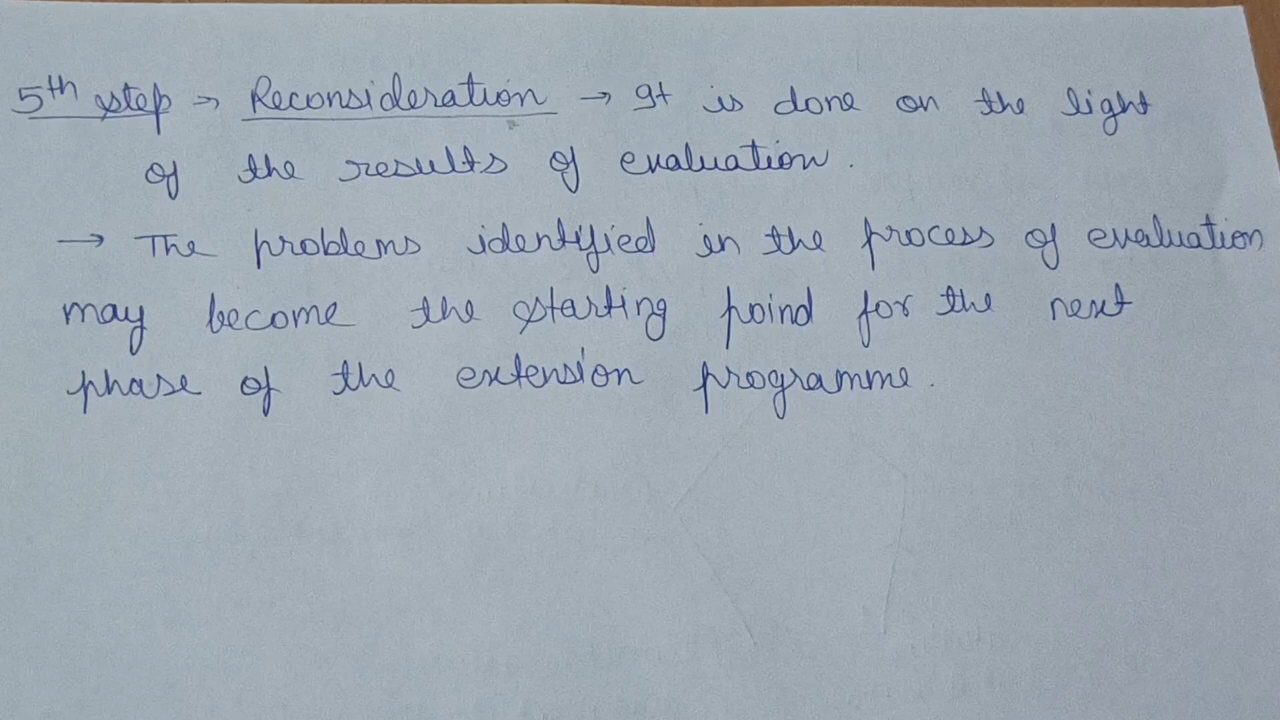 5th step → Reconsideration → It is done on the light
of the results of evaluation.
→ The problems identified in the process of evaluation
may become the starting poind for the next
phase of the extension programme.